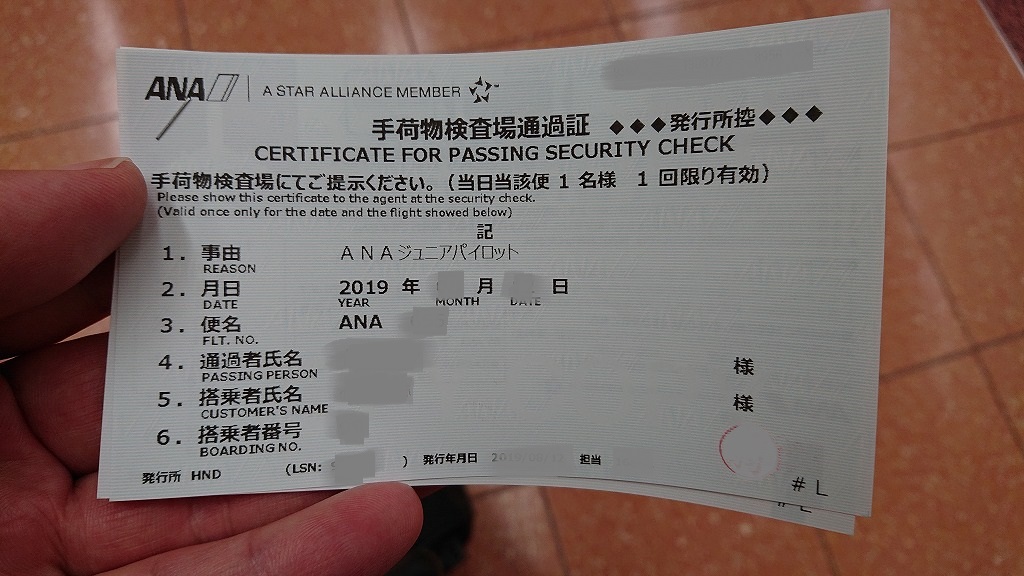 ANA A STAR ALLIANCE MEMBER
手荷物検査場通過証 ◆◆◆発行所控◆◆◆
CERTIFICATE FOR PASSING SECURITY CHECK
手荷物検査場にてご提示ください。(当日当該便1名様 1回限り有効)
Please show this certificate to the agent at the security check.
(Valid once only for the date and the flight showed below)
記
1. 事由 ANAジュニアパイロット
REASON
2. 月日 2019 年 月 日
DATE YEAR MONTH DATE
3. 便名 ANA
FLT. NO.
4. 通過者氏名 様
PASSING PERSON
5. 搭乗者氏名 様
CUSTOMER'S NAME
6. 搭乗者番号
BOARDING NO.
発行所 HND (LSN: ) 発行年月日 担当
#L